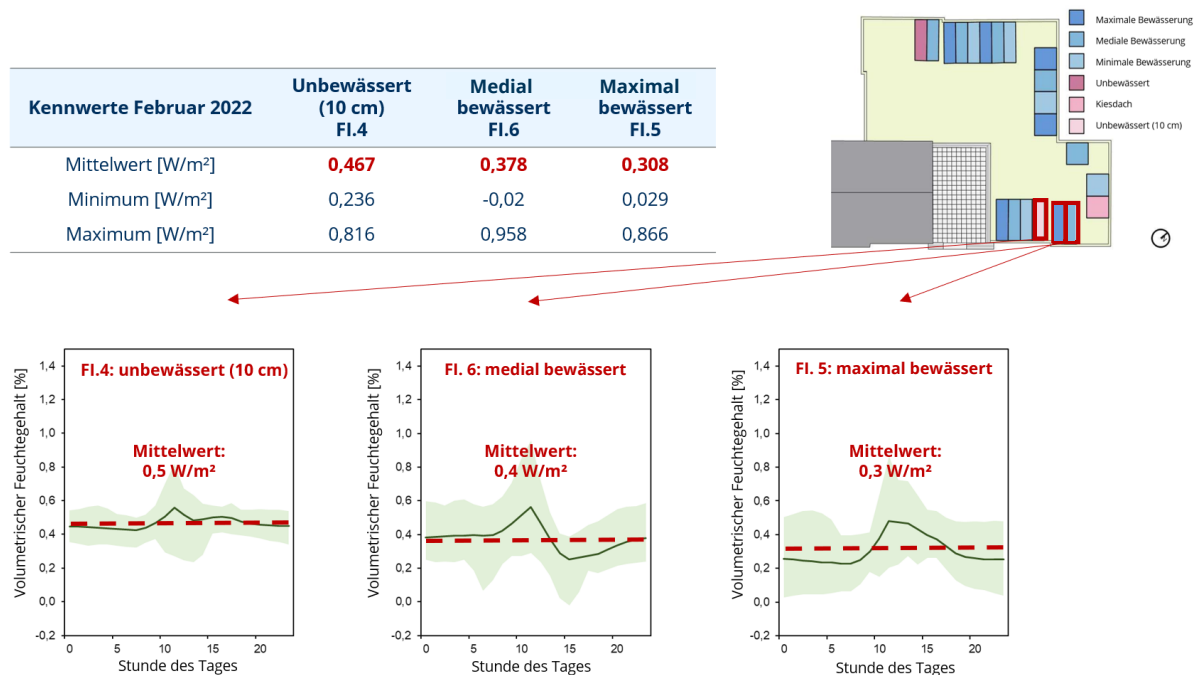 Kennwerte Februar 2022
Unbewässert
(10 cm)
FI.4
Medial
bewässert
FI.6
Maximal
bewässert
FI.5
Mittelwert [W/m²] 0,467 0,378 0,308
Minimum [W/m²] 0,236 -0,02 0,029
Maximum [W/m²] 0,816 0,958 0,866
Maximale Bewässerung
Mediale Bewässerung
Minimale Bewässerung
Unbewässert
Kiesdach
Unbewässert (10 cm)
FI.4: unbewässert (10 cm)
Mittelwert:
0,5 W/m²
Volumetrischer Feuchtegehalt [%]
1,4
1,2
1,0
0,8
0,6
0,4
0,2
0,0
-0,2
0 5 10 15 20
Stunde des Tages
FI. 6: medial bewässert
Mittelwert:
0,4 W/m²
Volumetrischer Feuchtegehalt [%]
1,4
1,2
1,0
0,8
0,6
0,4
0,2
0,0
-0,2
0 5 10 15 20
Stunde des Tages
FI. 5: maximal bewässert
Mittelwert:
0,3 W/m²
Volumetrischer Feuchtegehalt [%]
1,4
1,2
1,0
0,8
0,6
0,4
0,2
0,0
-0,2
0 5 10 15 20
Stunde des Tages